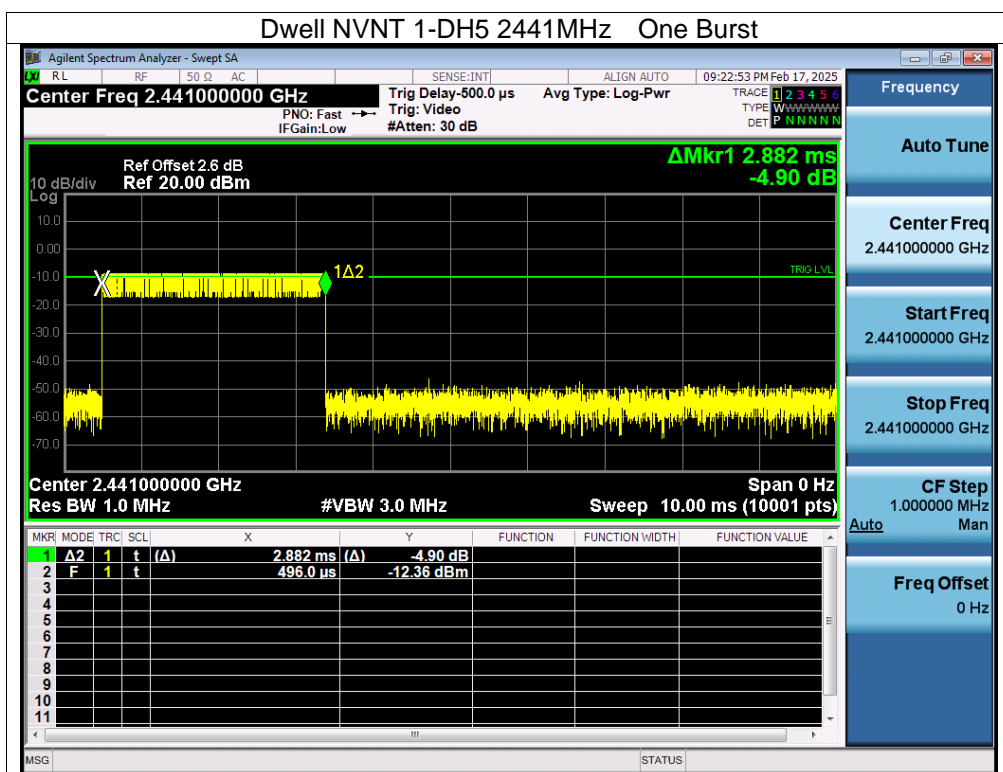 Dwell NVNT 1-DH5 2441MHz One Burst
Agilent Spectrum Analyzer - Swept SA
LXI RL RF 50 Ω AC SENSE:INT ALIGN AUTO 09:22:53 PM Feb 17, 2025
Center Freq 2.441000000 GHz
PNO: Fast
IFGain:Low
Trig Delay-500.0 µs
Trig: Video
#Atten: 30 dB
Avg Type: Log-Pwr
TRACE 1 2 3 4 5 6
TYPE WWWWWW
DET P N N N N N
ΔMkr1 2.882 ms
-4.90 dB
Ref Offset 2.6 dB
10 dB/div Ref 20.00 dBm
Log
10.0
0.00
-10.0
-20.0
-30.0
-40.0
-50.0
-60.0
-70.0
1Δ2
TRIG LVL
Center 2.441000000 GHz Span 0 Hz
Res BW 1.0 MHz #VBW 3.0 MHz Sweep 10.00 ms (10001 pts)
MKR MODE TRC SCL X Y FUNCTION FUNCTION WIDTH FUNCTION VALUE
1 Δ2 1 t (Δ) 2.882 ms (Δ) -4.90 dB
2 F 1 t 496.0 µs -12.36 dBm
3
4
5
6
7
8
9
10
11
MSG STATUS
Frequency
Auto Tune
Center Freq
2.441000000 GHz
Start Freq
2.441000000 GHz
Stop Freq
2.441000000 GHz
CF Step
1.000000 MHz
Auto Man
Freq Offset
0 Hz